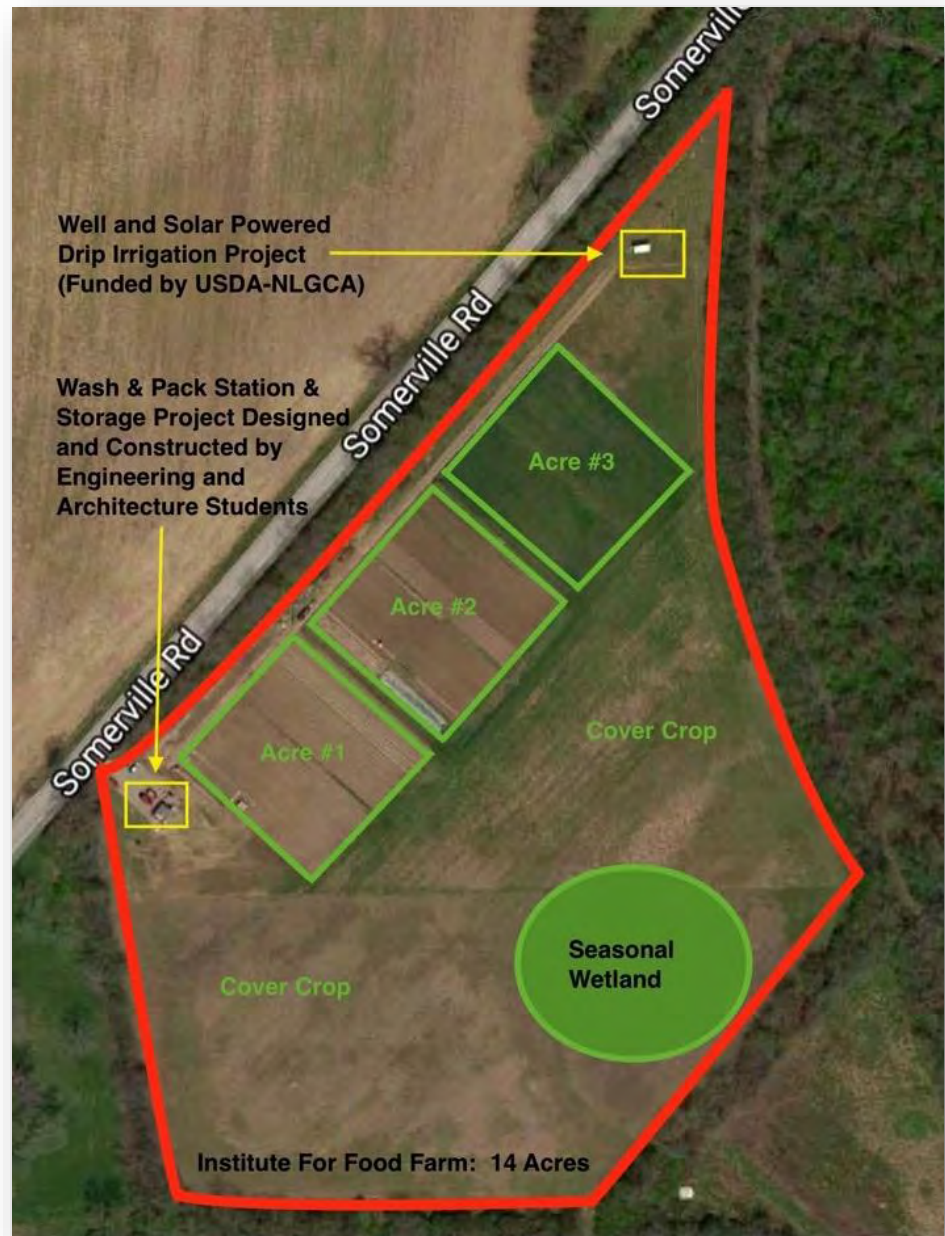 Somerville
Well and Solar Powered
Drip Irrigation Project
(Funded by USDA-NLGCA)
Somerville Rd
Wash & Pack Station &
Storage Project Designed
and Constructed by
Engineering and
Architecture Students
Acre #3
Acre #2
Somerville Rd
Acre #1
Cover Crop
Seasonal
Wetland
Cover Crop
Institute For Food Farm: 14 Acres